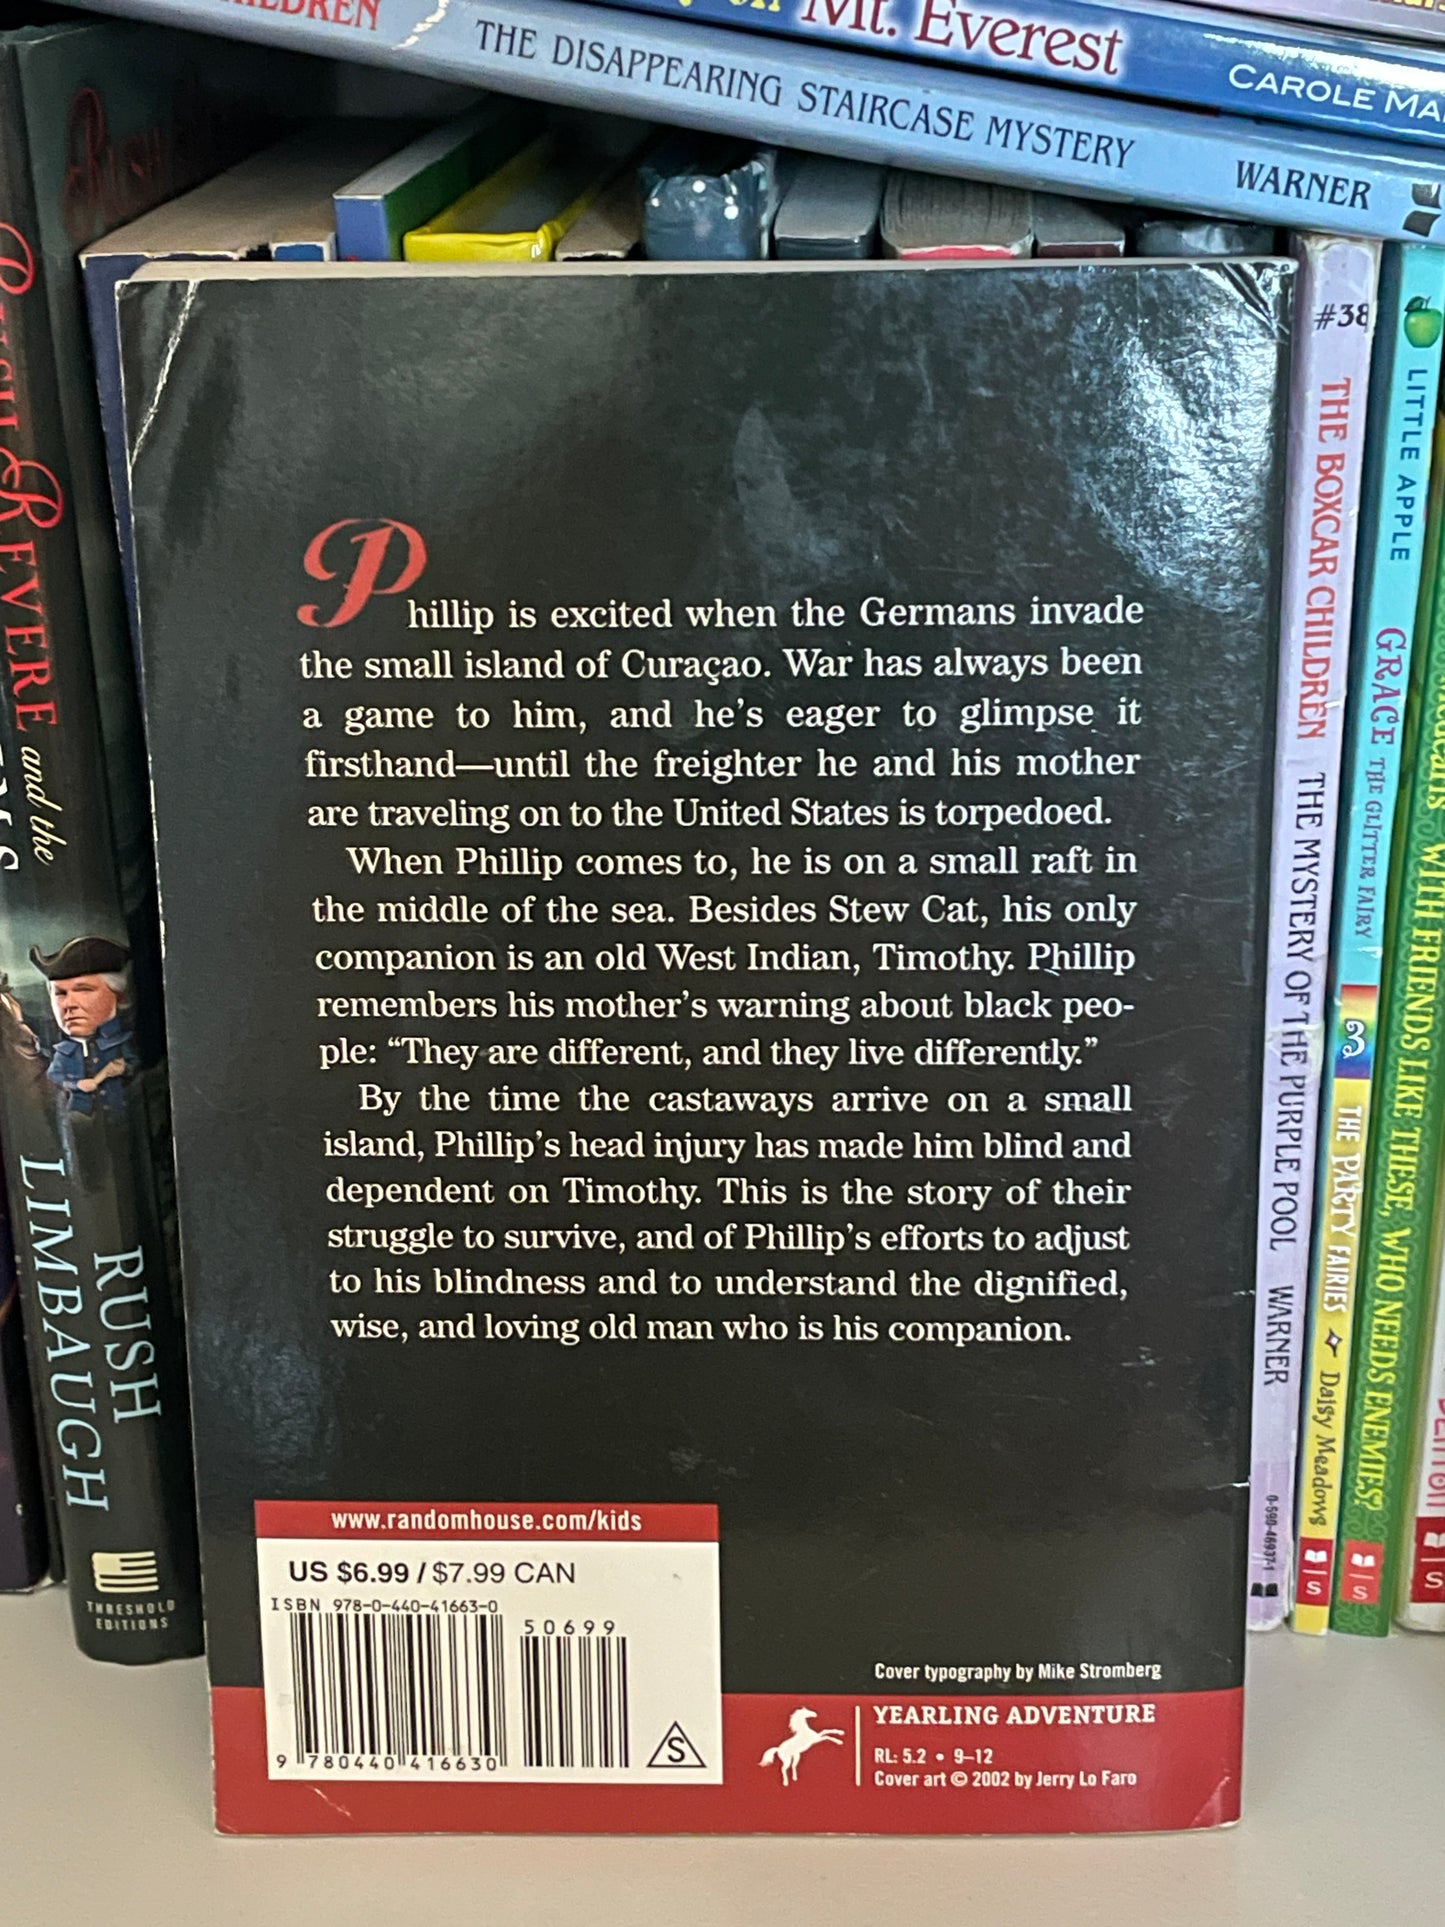 Mt. Everest
CAROLE
THE DISAPPEARING STAIRCASE MYSTERY WARNER
REVERE and the
RUSH
LIMBAUGH
THRESHOLD
EDITIONS
Phillip is excited when the Germans invade
the small island of Curaçao. War has always been
a game to him, and he's eager to glimpse it
firsthand—until the freighter he and his mother
are traveling on to the United States is torpedoed.
When Phillip comes to, he is on a small raft in
the middle of the sea. Besides Stew Cat, his only
companion is an old West Indian, Timothy. Phillip
remembers his mother's warning about black peo-
ple: “They are different, and they live differently.”
By the time the castaways arrive on a small
island, Phillip's head injury has made him blind and
dependent on Timothy. This is the story of their
struggle to survive, and of Phillip's efforts to adjust
to his blindness and to understand the dignified,
wise, and loving old man who is his companion.
www.randomhouse.com/kids
US $6.99 / $7.99 CAN
ISBN 978-0-440-41663-0
50699
9 780440 416630
S
Cover typography by Mike Stromberg
YEARLING ADVENTURE
RL: 5.2 • 9–12
Cover art © 2002 by Jerry Lo Faro
#38
THE BOXCAR CHILDREN THE MYSTERY OF THE PURPLE POOL WARNER
0-590-46937-1
LITTLE APPLE
GRACE THE GLITTER FAIRY
3
THE PARTY FAIRIES
Daisy Meadows
S
WITH FRIENDS LIKE THESE, WHO NEEDS ENEMIES?
S
S